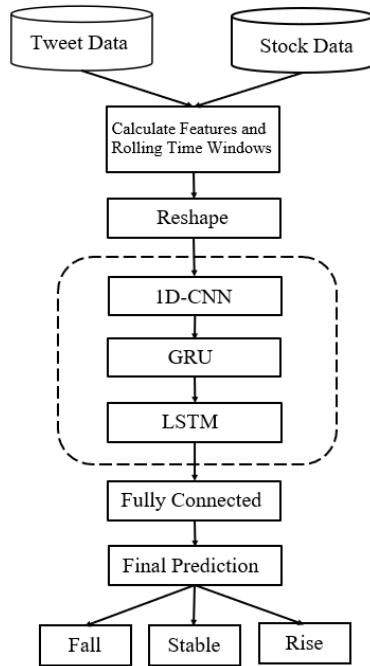 Tweet Data
Stock Data
Calculate Features and
Rolling Time Windows
Reshape
1D-CNN
GRU
LSTM
Fully Connected
Final Prediction
Fall
Stable
Rise